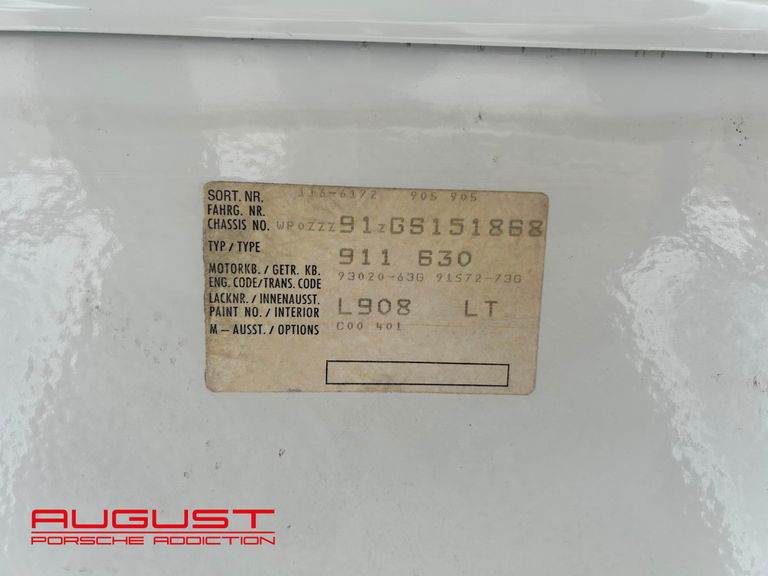 SORT. NR. 116-6172 905 905
FAHRG. NR.
CHASSIS NO. WP0ZZZ91ZGS151868
TYP / TYPE 911 630
MOTORKB. / GETR. KB. 93020-63G 91572-73G
ENG. CODE/TRANS. CODE
LACKNR. / INNENAUSST. L908 LT
PAINT NO. / INTERIOR
M – AUSST. / OPTIONS C00 401
AUGUST
PORSCHE ADDICTION